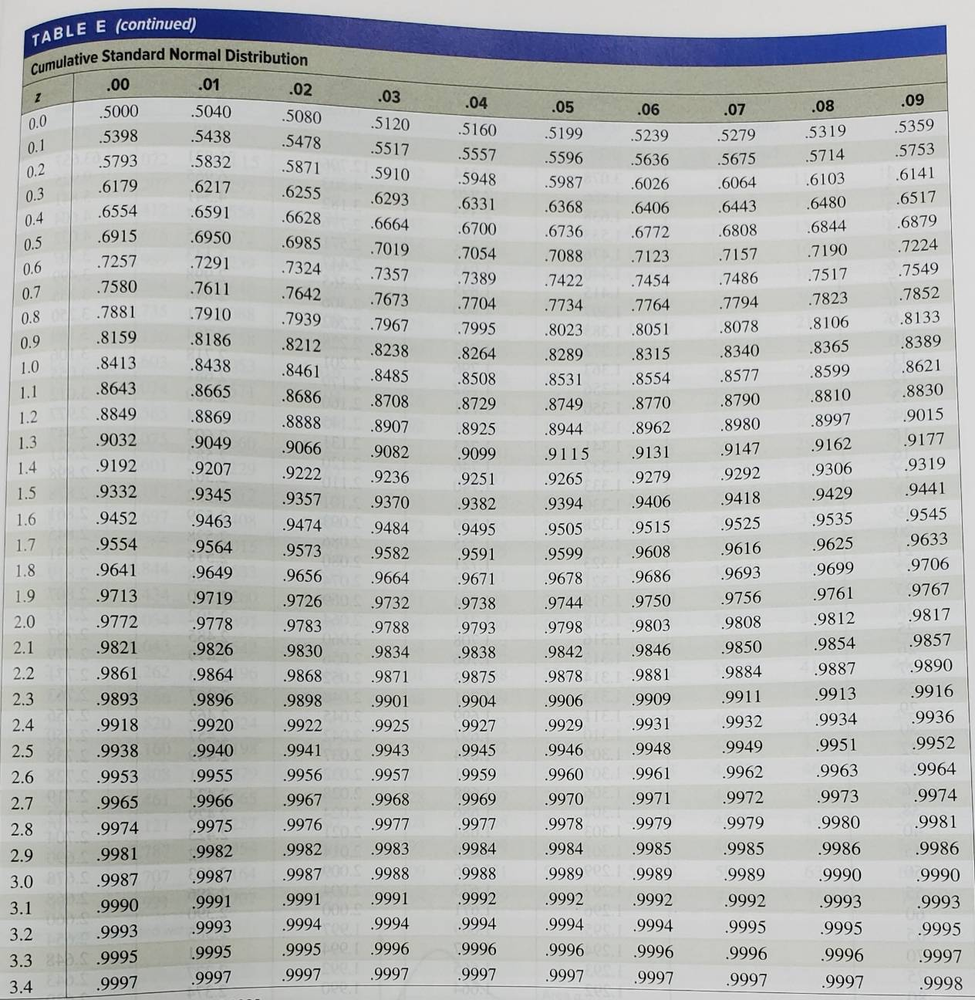 TABLE E (continued)
Cumulative Standard Normal Distribution
z .00 .01 .02 .03 .04 .05 .06 .07 .08 .09
0.0 .5000 .5040 .5080 .5120 .5160 .5199 .5239 .5279 .5319 .5359
0.1 .5398 .5438 .5478 .5517 .5557 .5596 .5636 .5675 .5714 .5753
0.2 .5793 .5832 .5871 .5910 .5948 .5987 .6026 .6064 .6103 .6141
0.3 .6179 .6217 .6255 .6293 .6331 .6368 .6406 .6443 .6480 .6517
0.4 .6554 .6591 .6628 .6664 .6700 .6736 .6772 .6808 .6844 .6879
0.5 .6915 .6950 .6985 .7019 .7054 .7088 .7123 .7157 .7190 .7224
0.6 .7257 .7291 .7324 .7357 .7389 .7422 .7454 .7486 .7517 .7549
0.7 .7580 .7611 .7642 .7673 .7704 .7734 .7764 .7794 .7823 .7852
0.8 .7881 .7910 .7939 .7967 .7995 .8023 .8051 .8078 .8106 .8133
0.9 .8159 .8186 .8212 .8238 .8264 .8289 .8315 .8340 .8365 .8389
1.0 .8413 .8438 .8461 .8485 .8508 .8531 .8554 .8577 .8599 .8621
1.1 .8643 .8665 .8686 .8708 .8729 .8749 .8770 .8790 .8810 .8830
1.2 .8849 .8869 .8888 .8907 .8925 .8944 .8962 .8980 .8997 .9015
1.3 .9032 .9049 .9066 .9082 .9099 .9115 .9131 .9147 .9162 .9177
1.4 .9192 .9207 .9222 .9236 .9251 .9265 .9279 .9292 .9306 .9319
1.5 .9332 .9345 .9357 .9370 .9382 .9394 .9406 .9418 .9429 .9441
1.6 .9452 .9463 .9474 .9484 .9495 .9505 .9515 .9525 .9535 .9545
1.7 .9554 .9564 .9573 .9582 .9591 .9599 .9608 .9616 .9625 .9633
1.8 .9641 .9649 .9656 .9664 .9671 .9678 .9686 .9693 .9699 .9706
1.9 .9713 .9719 .9726 .9732 .9738 .9744 .9750 .9756 .9761 .9767
2.0 .9772 .9778 .9783 .9788 .9793 .9798 .9803 .9808 .9812 .9817
2.1 .9821 .9826 .9830 .9834 .9838 .9842 .9846 .9850 .9854 .9857
2.2 .9861 .9864 .9868 .9871 .9875 .9878 .9881 .9884 .9887 .9890
2.3 .9893 .9896 .9898 .9901 .9904 .9906 .9909 .9911 .9913 .9916
2.4 .9918 .9920 .9922 .9925 .9927 .9929 .9931 .9932 .9934 .9936
2.5 .9938 .9940 .9941 .9943 .9945 .9946 .9948 .9949 .9951 .9952
2.6 .9953 .9955 .9956 .9957 .9959 .9960 .9961 .9962 .9963 .9964
2.7 .9965 .9966 .9967 .9968 .9969 .9970 .9971 .9972 .9973 .9974
2.8 .9974 .9975 .9976 .9977 .9977 .9978 .9979 .9979 .9980 .9981
2.9 .9981 .9982 .9982 .9983 .9984 .9984 .9985 .9985 .9986 .9986
3.0 .9987 .9987 .9987 .9988 .9988 .9989 .9989 .9989 .9990 .9990
3.1 .9990 .9991 .9991 .9991 .9992 .9992 .9992 .9992 .9993 .9993
3.2 .9993 .9993 .9994 .9994 .9994 .9994 .9994 .9995 .9995 .9995
3.3 .9995 .9995 .9995 .9996 .9996 .9996 .9996 .9996 .9996 .9997
3.4 .9997 .9997 .9997 .9997 .9997 .9997 .9997 .9997 .9997 .9998